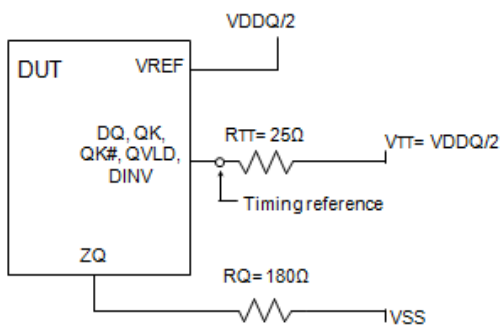 VDDQ/2
DUT
VREF
DQ, QK,
QK#, QVLD,
DINV
RTT= 25Ω
VTT= VDDQ/2
Timing reference
ZQ
RQ= 180Ω
VSS